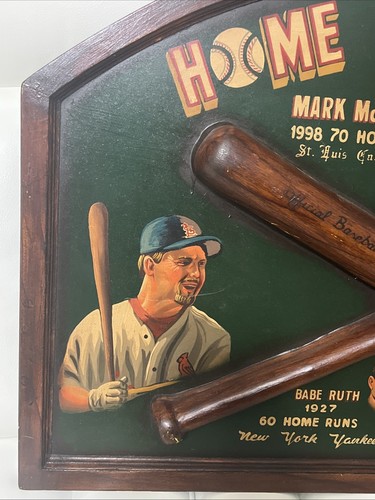 HOME
MARK Mc
1998 70 HO
St. Louis Ca
Official Baseba
BABE RUTH
1927
60 HOME RUNS
New York Yankee